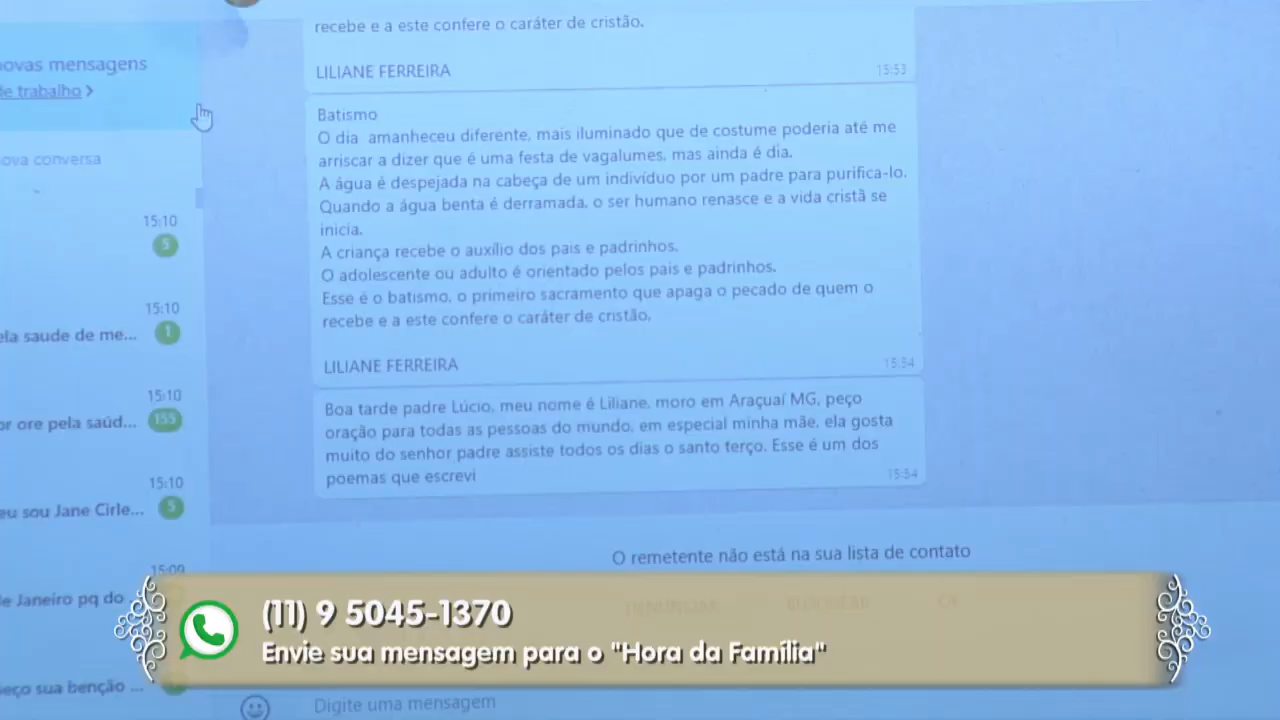 recebe e a este confere o caráter de cristão.
LILIANE FERREIRA
15:53
Batismo
O dia  amanheceu diferente, mais iluminado que de costume poderia até me
arriscar a dizer que é uma festa de vagalumes, mas ainda é dia.
A água é despejada na cabeça de um indivíduo por um padre para purifica-lo.
Quando a água benta é derramada, o ser humano renasce e a vida cristã se
inicia.
A criança recebe o auxílio dos pais e padrinhos.
O adolescente ou adulto é orientado pelos pais e padrinhos.
Esse é o batismo, o primeiro sacramento que apaga o pecado de quem o
recebe e a este confere o caráter de cristão.
LILIANE FERREIRA
15:54
Boa tarde padre Lúcio, meu nome é Liliane, moro em Araçuaí MG, peço
oração para todas as pessoas do mundo, em especial minha mãe, ela gosta
muito do senhor padre assiste todos os dias o santo terço. Esse é um dos
poemas que escrevi
15:54
O remetente não está na sua lista de contato
DENUNCIAR BLOQUEAR OK
Digite uma mensagem
ovas mensagens
de trabalho >
ova conversa
15:10
5
15:10
ela saude de me...
1
15:10
or ore pela saúd...
155
15:10
eu sou Jane Cirle...
5
15:09
de Janeiro pq do
eço sua benção ...
(11) 9 5045-1370
Envie sua mensagem para o "Hora da Família"